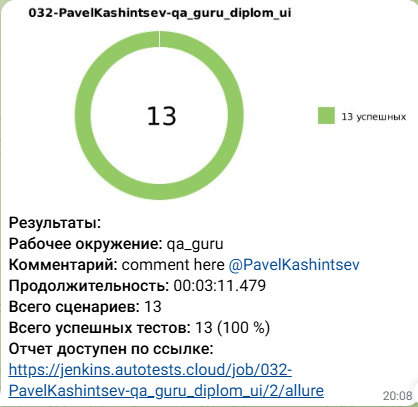 032-PavelKashintsev-qa_guru_diplom_ui
13
13 успешных
Результаты:
Рабочее окружение: qa_guru
Комментарий: comment here @PavelKashintsev
Продолжительность: 00:03:11.479
Всего сценариев: 13
Всего успешных тестов: 13 (100 %)
Отчет доступен по ссылке:
https://jenkins.autotests.cloud/job/032-
PavelKashintsev-qa_guru_diplom_ui/2/allure
20:08